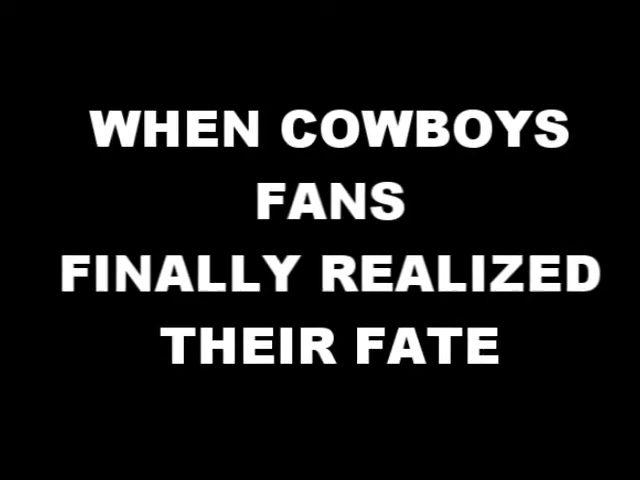 WHEN COWBOYS
FANS
FINALLY REALIZED
THEIR FATE